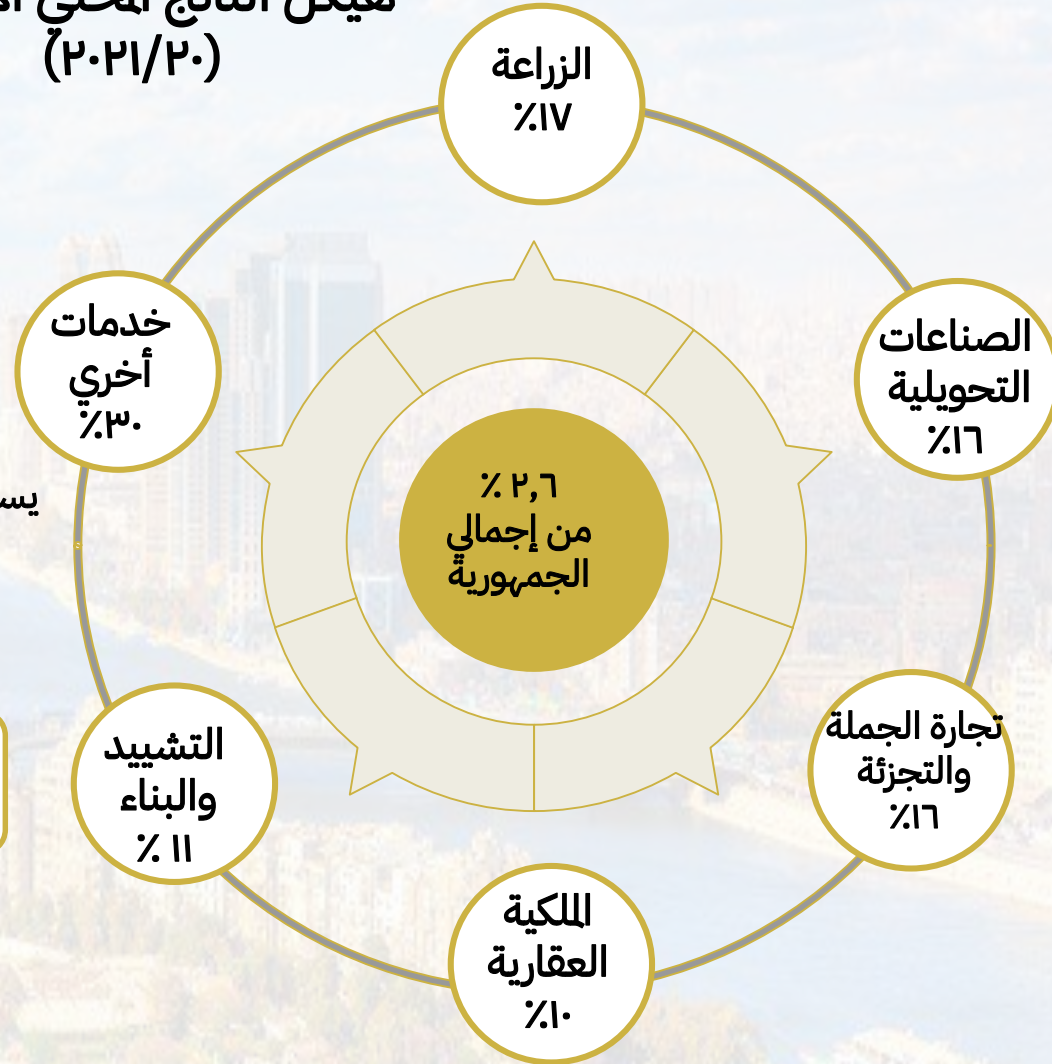 (٢٠٢١/٢٠)
الزراعة
٪١٧
الصناعات
التحويلية
٪١٦
تجارة الجملة
والتجزئة
٪١٦
الملكية
العقارية
٪١٠
التشييد
والبناء
٪ ١١
خدمات
أخري
٪٣٠
٪ ٢,٦
من إجمالي
الجمهورية